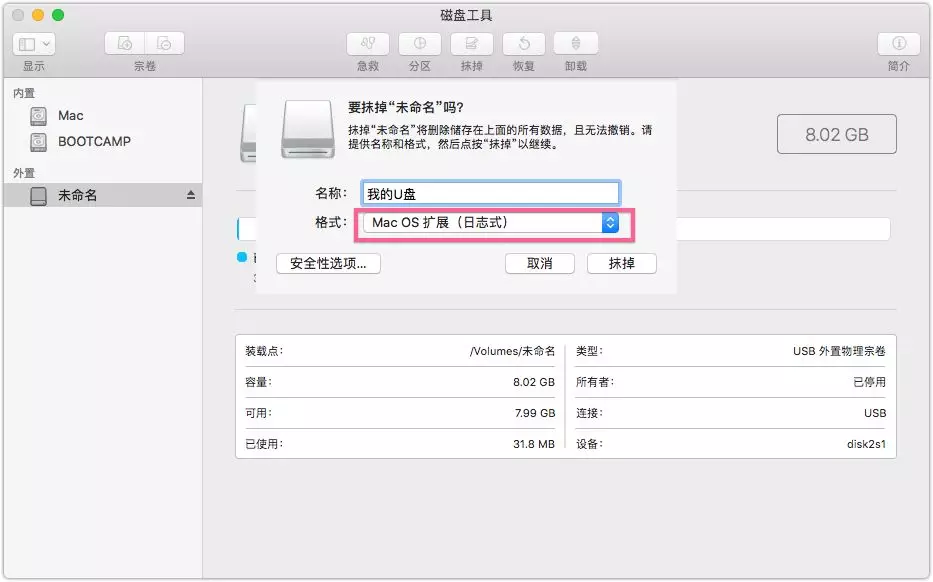 磁盘工具
显示
宗卷
急救
分区
抹掉
恢复
卸载
简介
内置
Mac
BOOTCAMP
外置
未命名
要抹掉“未命名”吗?
抹掉“未命名”将删除储存在上面的所有数据，且无法撤销。请
提供名称和格式，然后点按“抹掉”以继续。
8.02 GB
名称：
我的U盘
格式：
Mac OS 扩展（日志式）
安全性选项...
取消
抹掉
装载点：
/Volumes/未命名
类型：
USB 外置物理宗卷
容量：
8.02 GB
所有者：
已停用
可用：
7.99 GB
连接：
USB
已使用：
31.8 MB
设备：
disk2s1